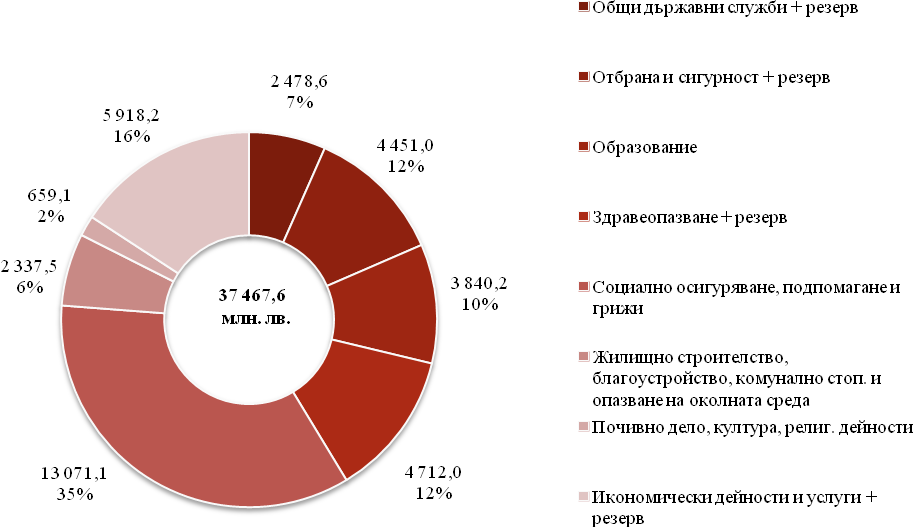 2 478,6
7%
4 451,0
12%
3 840,2
10%
4 712,0
12%
13 071,1
35%
2 337,5
6%
659,1
2%
5 918,2
16%
37 467,6
млн. лв.
Общи държавни служби + резерв
Отбрана и сигурност + резерв
Образование
Здравеопазване + резерв
Социално осигуряване, подпомагане и
грижи
Жилищно строителство,
благоустройство, комунално стоп. и
опазване на околната среда
Почивно дело, култура, религ. дейности
Икономически дейности и услуги +
резерв